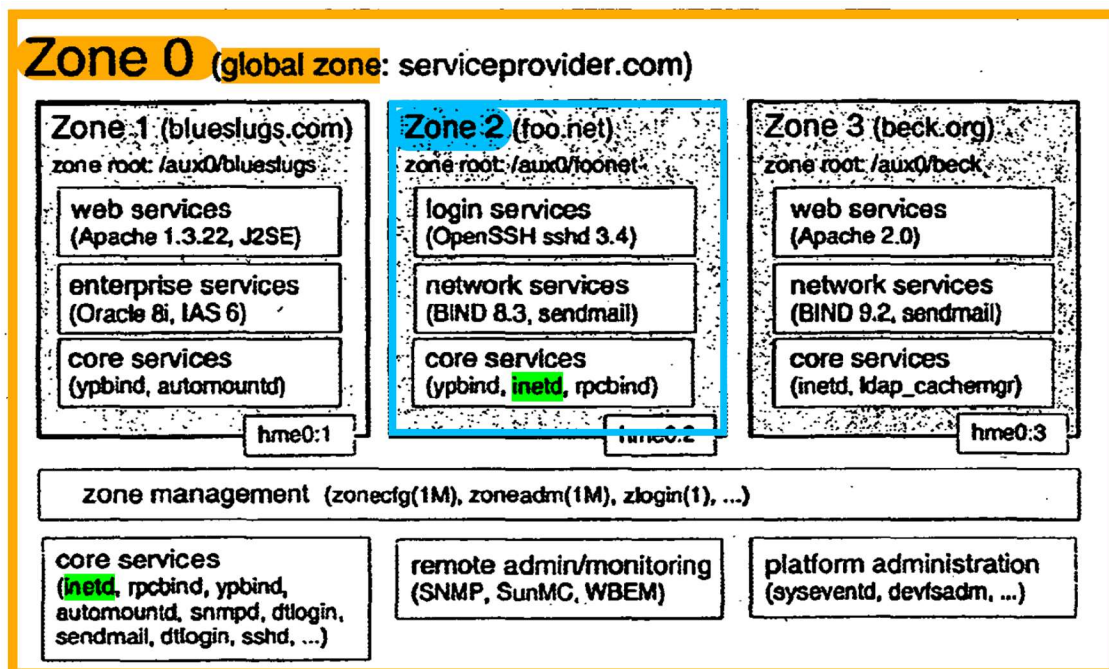 Zone 0 (global zone: serviceprovider.com)
Zone 1 (blueslugs.com)
zone root: /aux0/blueslugs
web services
(Apache 1.3.22, J2SE)
enterprise services
(Oracle 8i, IAS 6)
core services
(ypbind, automountd)
hme0:1
Zone 2 (foo.net)
zone root: /aux0/foonet
login services
(OpenSSH sshd 3.4)
network services
(BIND 8.3, sendmail)
core services
(ypbind, inetd, rpcbind)
hme0:2
Zone 3 (beck.org)
zone root: /aux0/beck
web services
(Apache 2.0)
network services
(BIND 9.2, sendmail)
core services
(inetd, ldap_cachemgr)
hme0:3
zone management (zonecfg(1M), zoneadm(1M), zlogin(1), ...)
core services
(inetd, rpcbind, ypbind,
automountd, snmpd, dtlogin,
sendmail, dtlogin, sshd, ...)
remote admin/monitoring
(SNMP, SunMC, WBEM)
platform administration
(syseventd, devfsadm, ...)